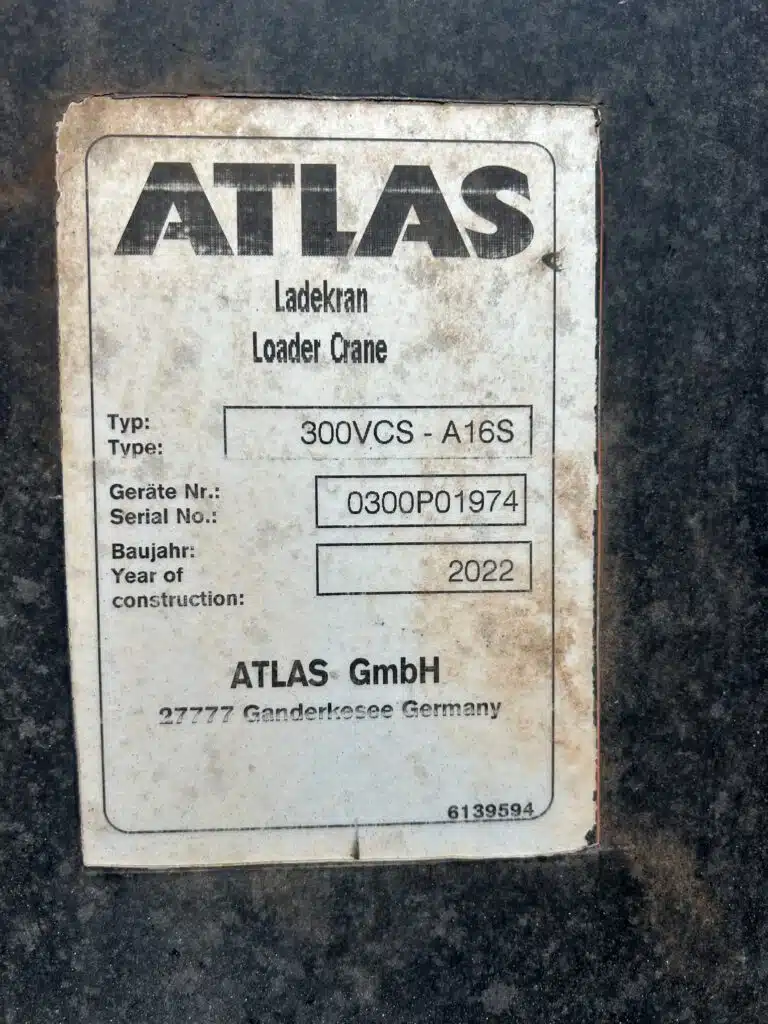 ATLAS
Ladekran
Loader Crane
Typ:
Type:
300VCS - A16S
Geräte Nr.:
Serial No.:
0300P01974
Baujahr:
Year of
construction:
2022
ATLAS GmbH
27777 Ganderkesee Germany
6139594